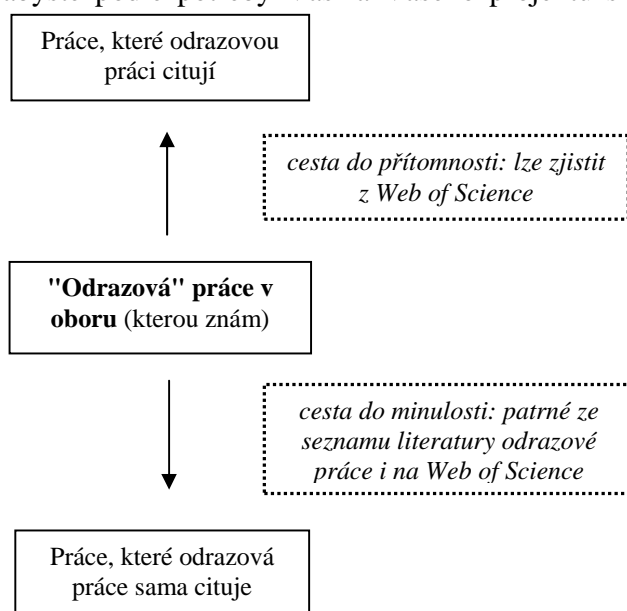 Práce, které odrazovou
práci citují
cesta do přítomnosti: lze zjistit
z Web of Science
"Odrazová" práce v
oboru (kterou znám)
cesta do minulosti: patrné ze
seznamu literatury odrazové
práce i na Web of Science
Práce, které odrazová
práce sama cituje